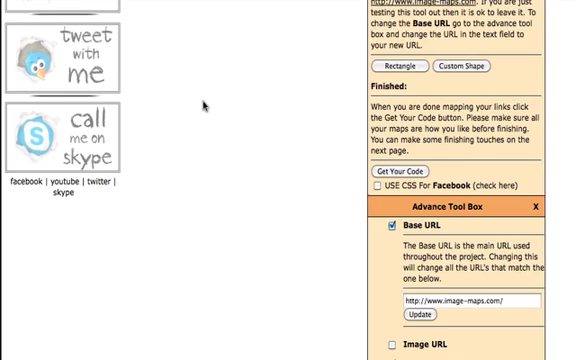 tweet
with
me
call
me on
skype
facebook | youtube | twitter |
skype
http://www.image-maps.com. If you are just
testing this tool out then it is ok to leave it. To
change the Base URL go to the advance tool
box and change the URL in the text field to
your new URL.
Rectangle
Custom Shape
Finished:
When you are done mapping your links click
the Get Your Code button. Please make sure all
your maps are how you like before finishing.
You can make some finishing touches on the
next page.
Get Your Code
USE CSS For Facebook (check here)
Advance Tool Box X
Base URL
The Base URL is the main URL used
throughout the project. Changing this
will change all the URL's that match the
one below.
http://www.image-maps.com/
Update
Image URL